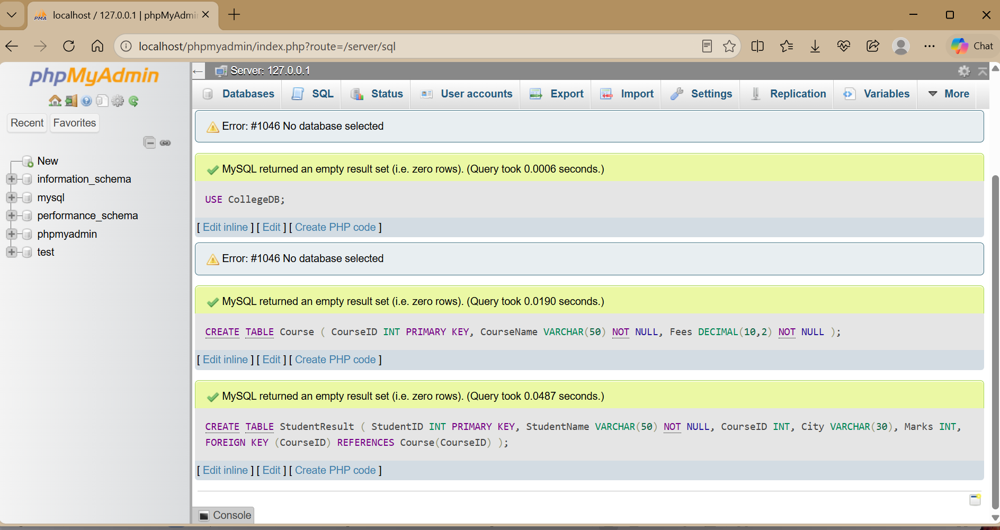 localhost / 127.0.0.1 | phpMyAdmi
PMA
localhost/phpmyadmin/index.php?route=/server/sql
Chat
phpMyAdmin
Recent
Favorites
New
information_schema
mysql
performance_schema
phpmyadmin
test
Server: 127.0.0.1
Databases
SQL
Status
User accounts
Export
Import
Settings
Replication
Variables
More
Error: #1046 No database selected
MySQL returned an empty result set (i.e. zero rows). (Query took 0.0006 seconds.)
USE CollegeDB;
[ Edit inline ] [ Edit ] [ Create PHP code ]
Error: #1046 No database selected
MySQL returned an empty result set (i.e. zero rows). (Query took 0.0190 seconds.)
CREATE TABLE Course ( CourseID INT PRIMARY KEY, CourseName VARCHAR(50) NOT NULL, Fees DECIMAL(10,2) NOT NULL );
[ Edit inline ] [ Edit ] [ Create PHP code ]
MySQL returned an empty result set (i.e. zero rows). (Query took 0.0487 seconds.)
CREATE TABLE StudentResult ( StudentID INT PRIMARY KEY, StudentName VARCHAR(50) NOT NULL, CourseID INT, City VARCHAR(30), Marks INT,
FOREIGN KEY (CourseID) REFERENCES Course(CourseID) );
[ Edit inline ] [ Edit ] [ Create PHP code ]
Console